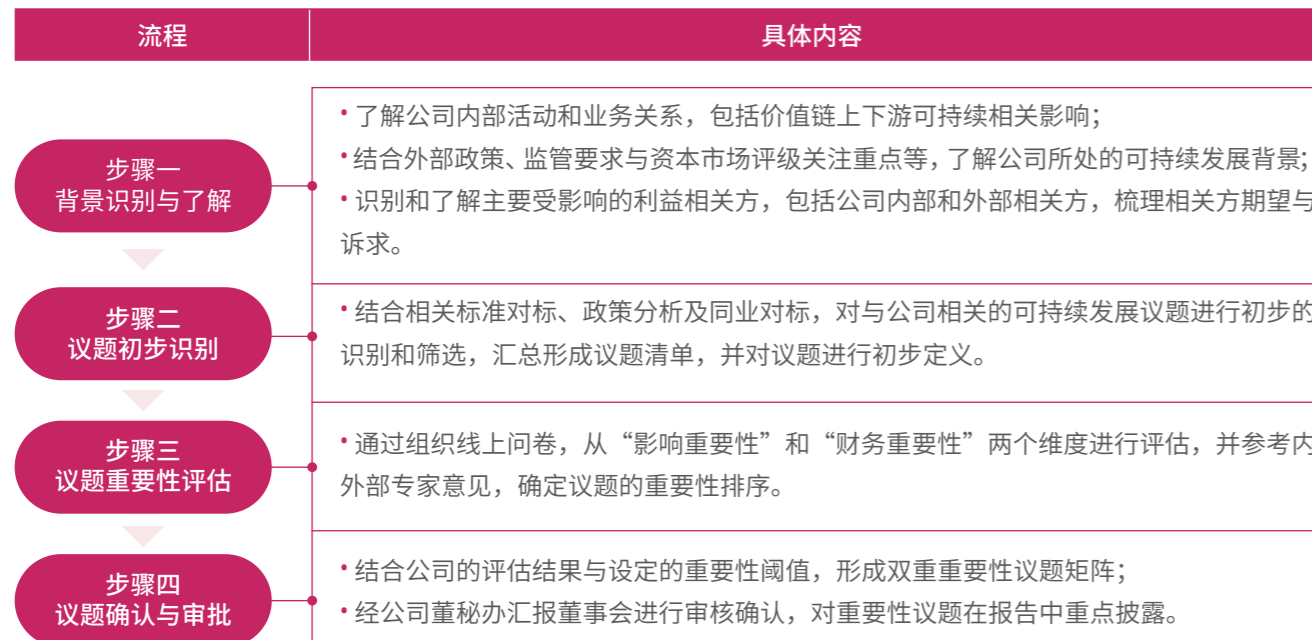 流程
具体内容
步骤一
背景识别与了解
• 了解公司内部活动和业务关系，包括价值链上下游可持续相关影响；
• 结合外部政策、监管要求与资本市场评级关注重点等，了解公司所处的可持续发展背景；
• 识别和了解主要受影响的利益相关方，包括公司内部和外部相关方，梳理相关方期望与
诉求。
步骤二
议题初步识别
• 结合相关标准对标、政策分析及同业对标，对与公司相关的可持续发展议题进行初步的
识别和筛选，汇总形成议题清单，并对议题进行初步定义。
步骤三
议题重要性评估
• 通过组织线上问卷，从“影响重要性”和“财务重要性”两个维度进行评估，并参考内
外部专家意见，确定议题的重要性排序。
步骤四
议题确认与审批
• 结合公司的评估结果与设定的重要性阈值，形成双重重要性议题矩阵；
• 经公司董秘办汇报董事会进行审核确认，对重要性议题在报告中重点披露。